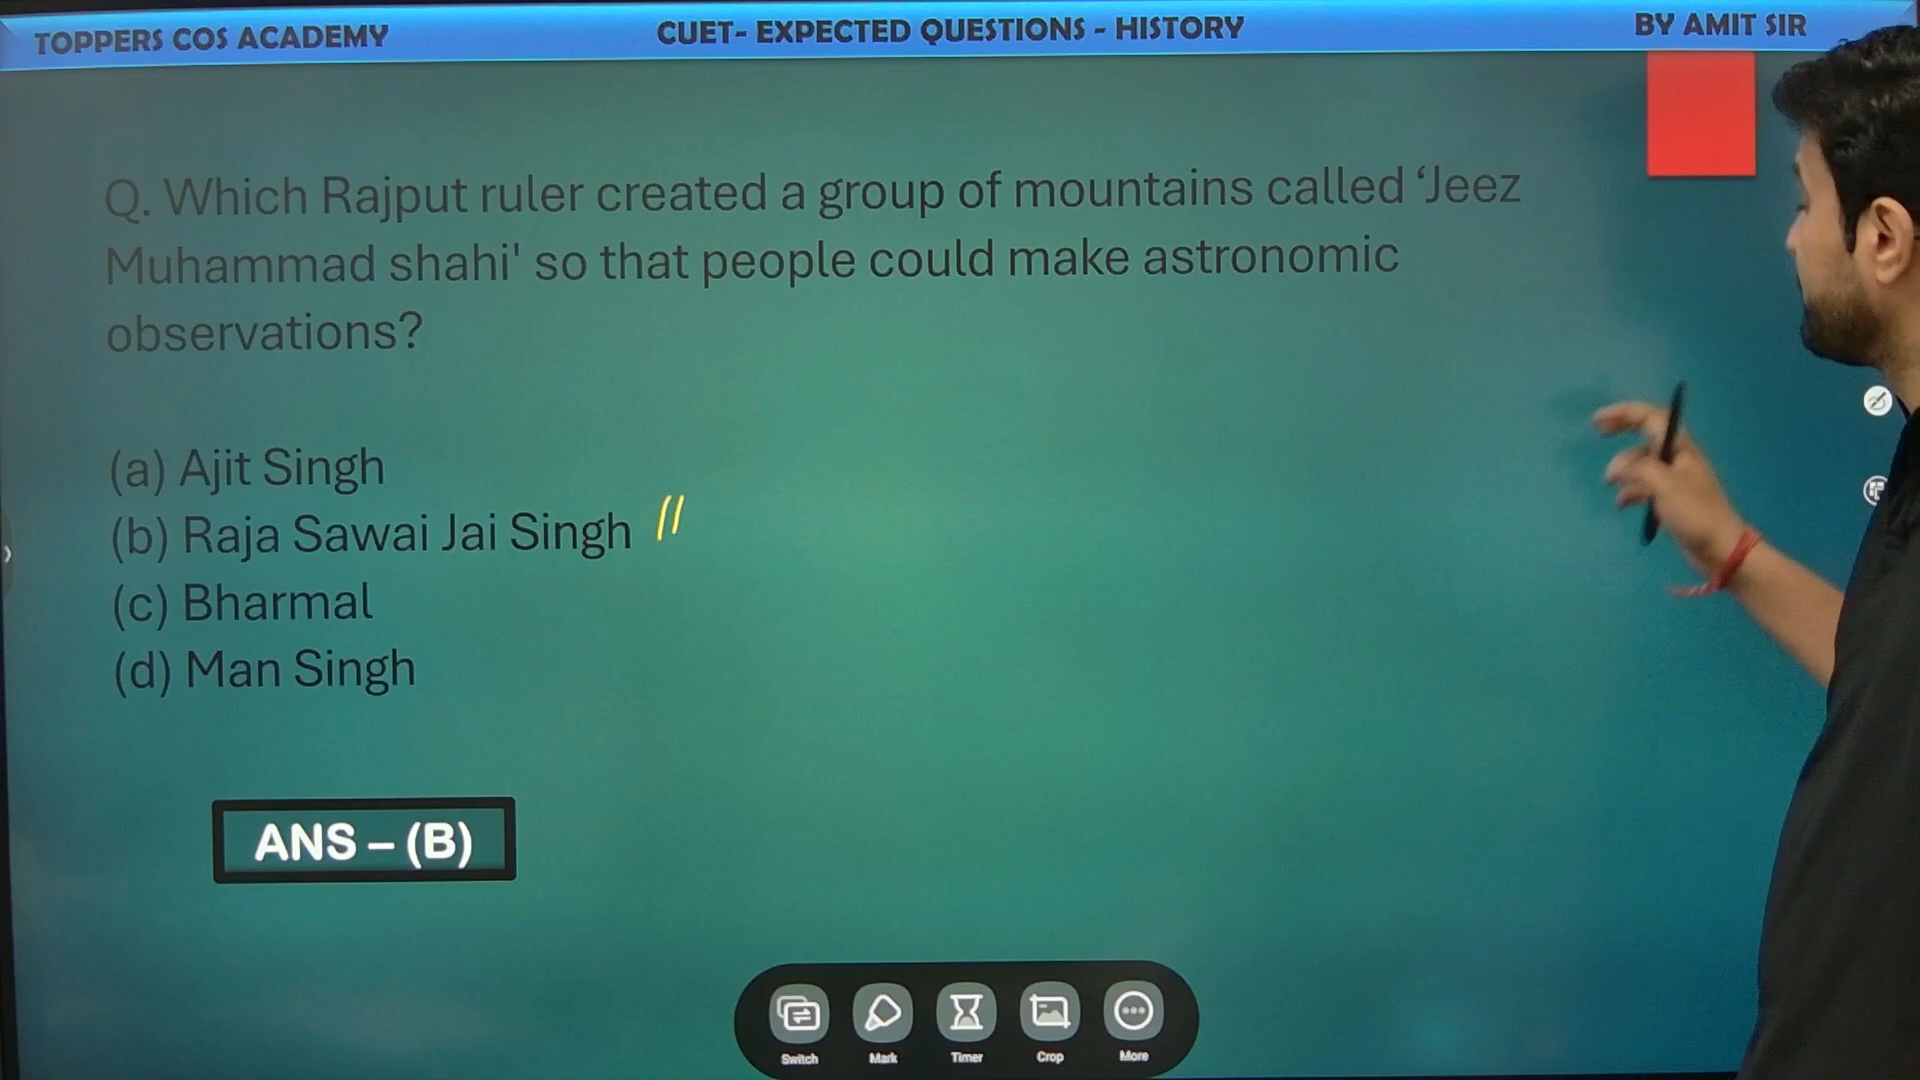 TOPPERS COS ACADEMY
CUET- EXPECTED QUESTIONS - HISTORY
BY AMIT SIR
Q. Which Rajput ruler created a group of mountains called ‘Jeez
Muhammad shahi' so that people could make astronomic
observations?
(a) Ajit Singh
(b) Raja Sawai Jai Singh
(c) Bharmal
(d) Man Singh
ANS – (B)
Switch
Mark
Timer
Crop
More